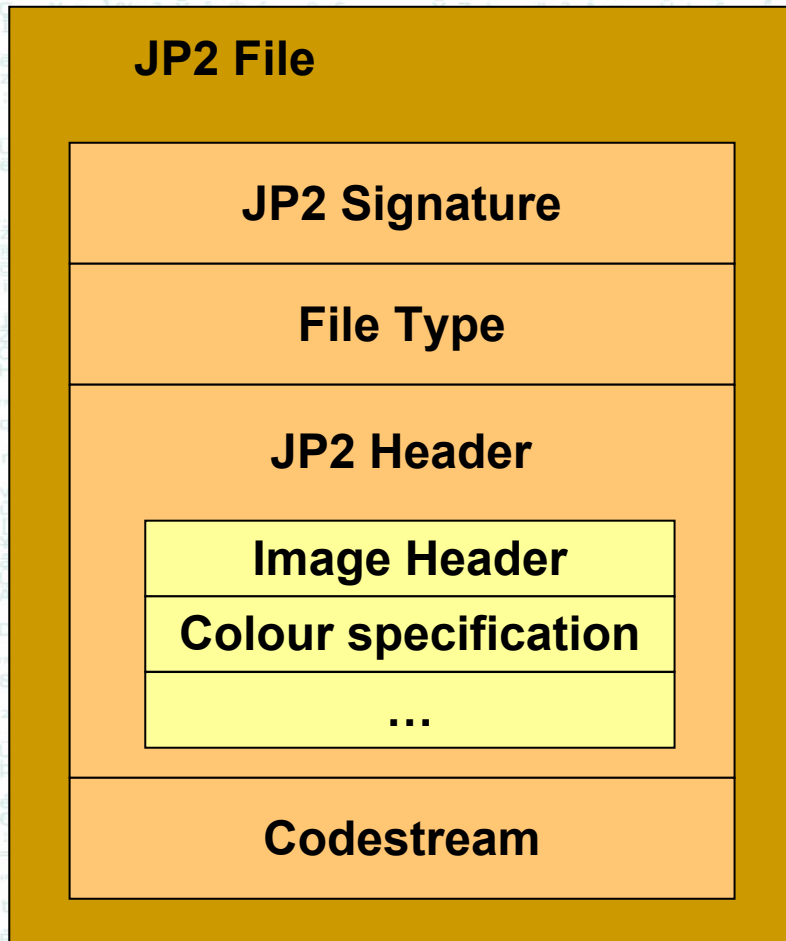 JP2 File
JP2 Signature
File Type
JP2 Header
Image Header
Colour specification
…
Codestream